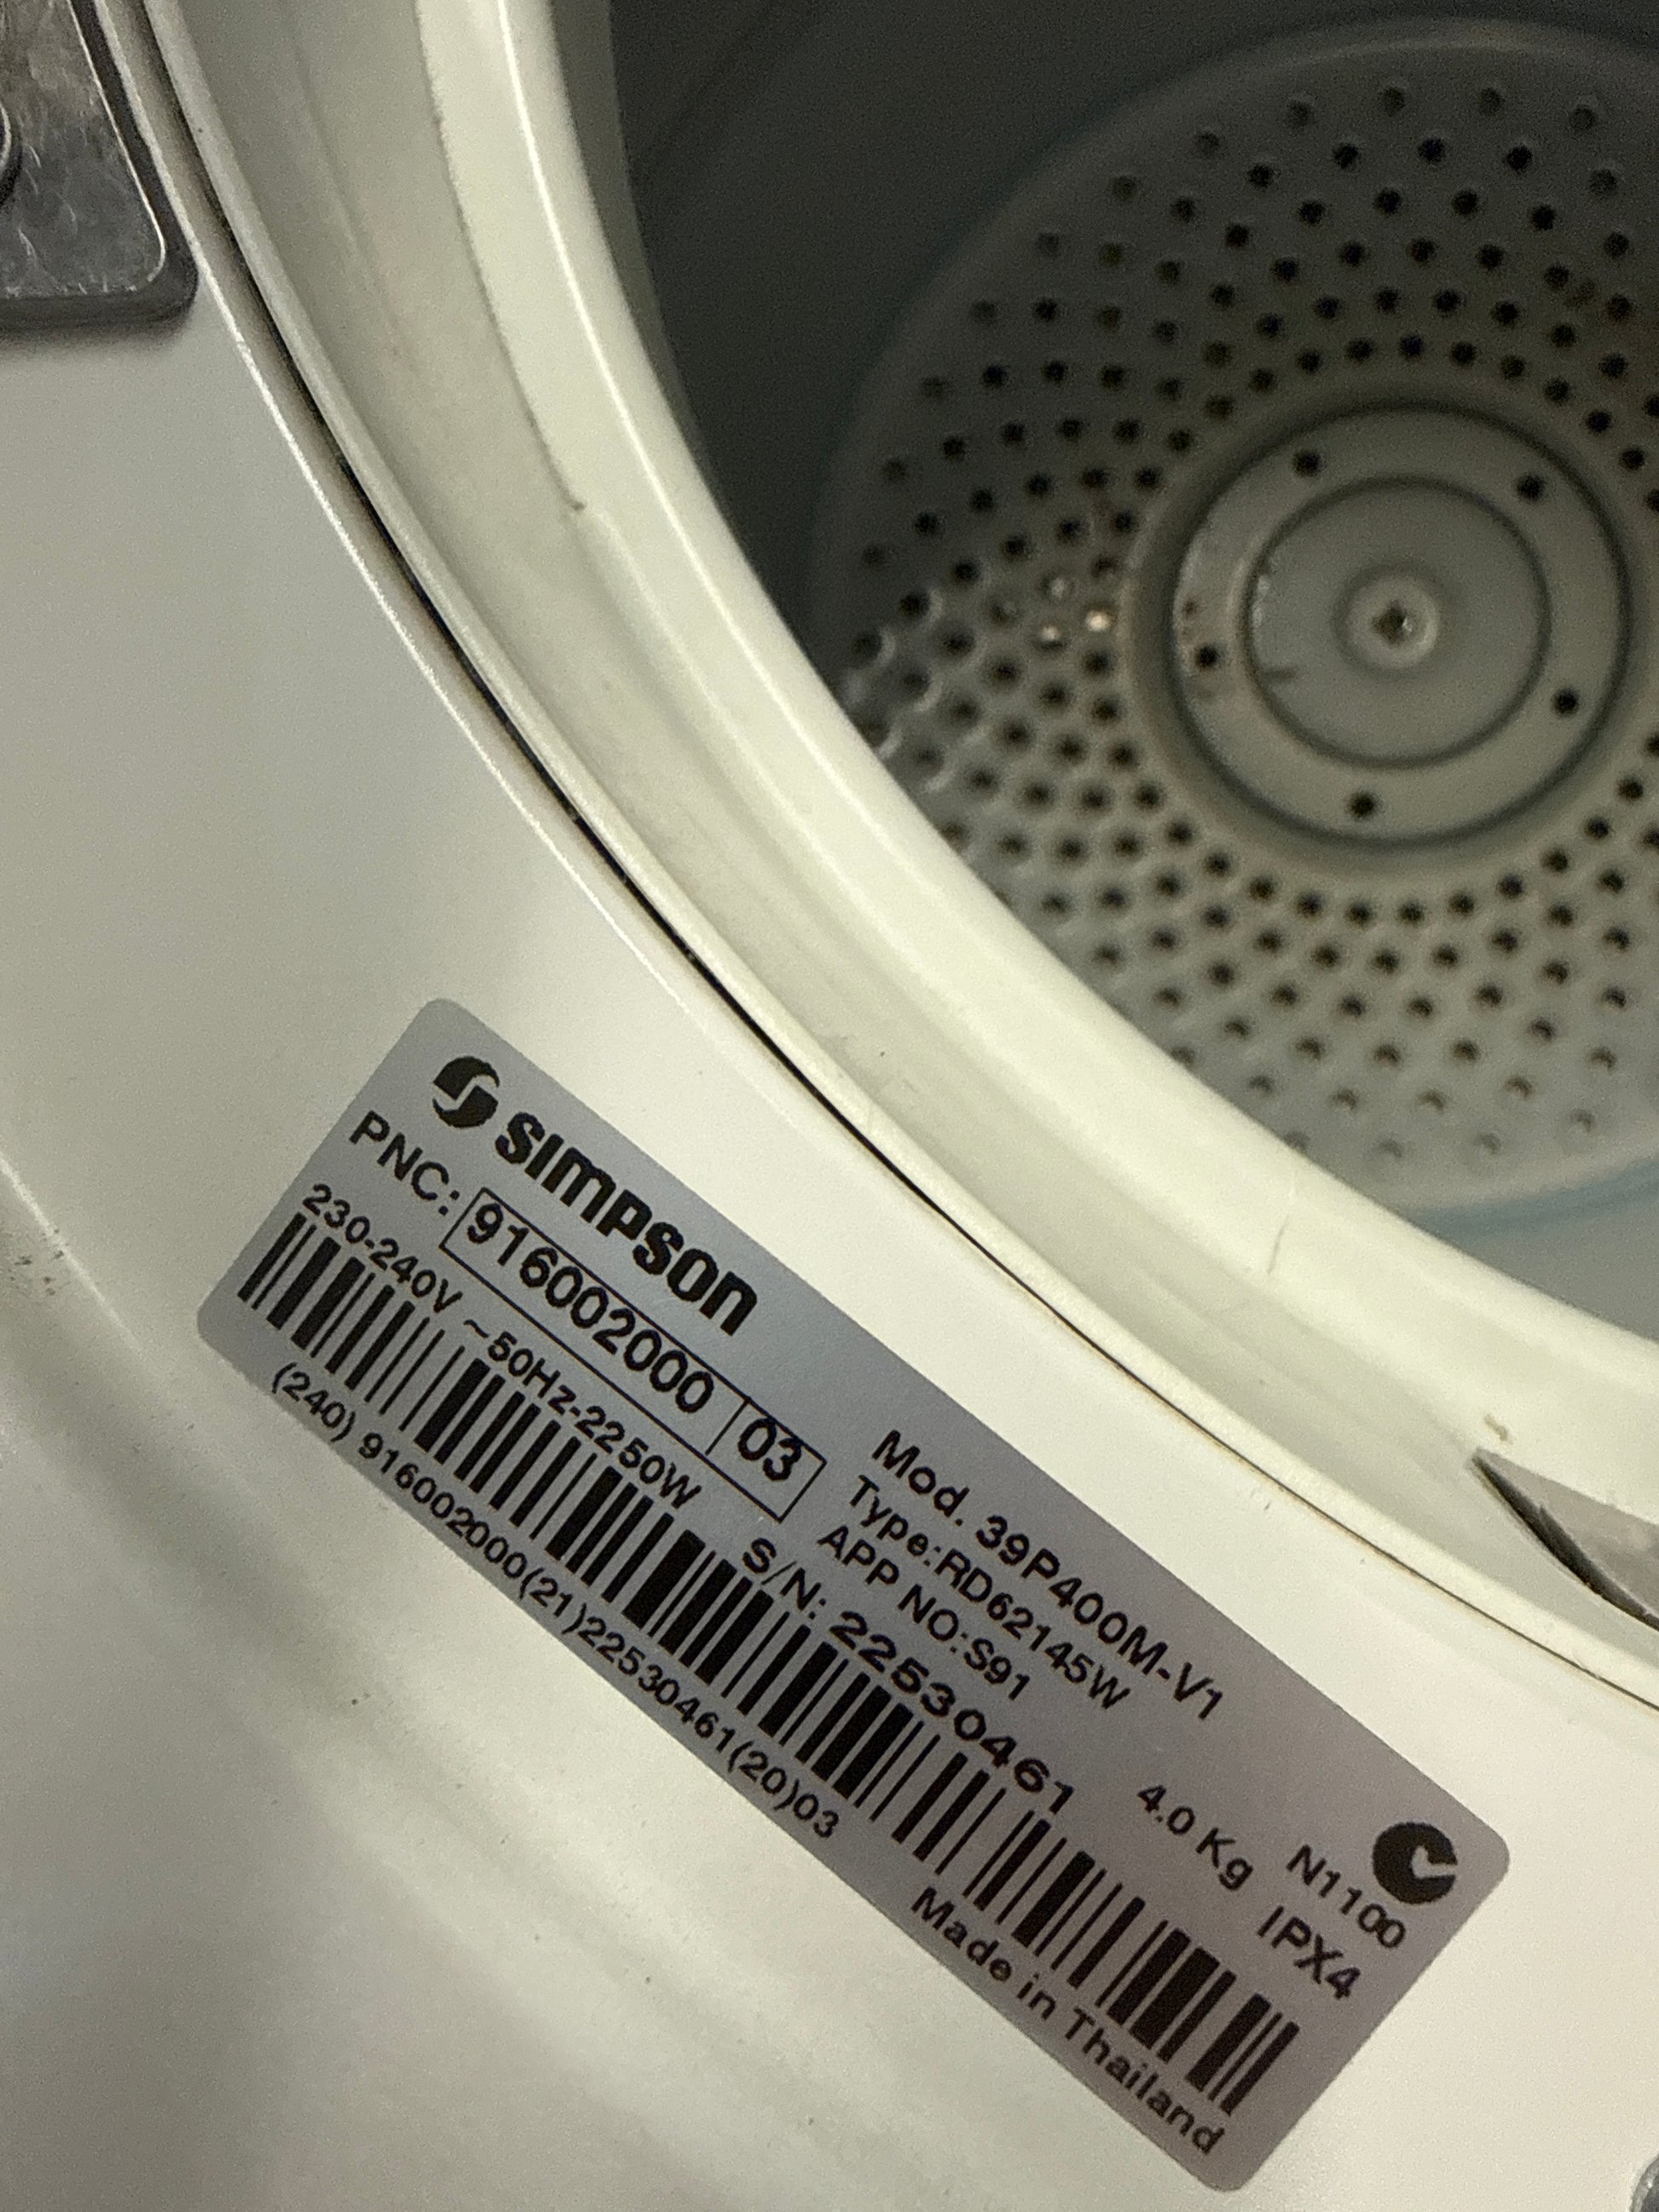 SIMPSON
PNC: 916002000 03
Mod. 39P400M-V1
Type:RD62145W
APP NO:S91
N1100
230-240V ~50Hz-2250W
S/N: 22530461
4.0 Kg
IPX4
(240) 916002000(21)22530461(20)03
Made in Thailand